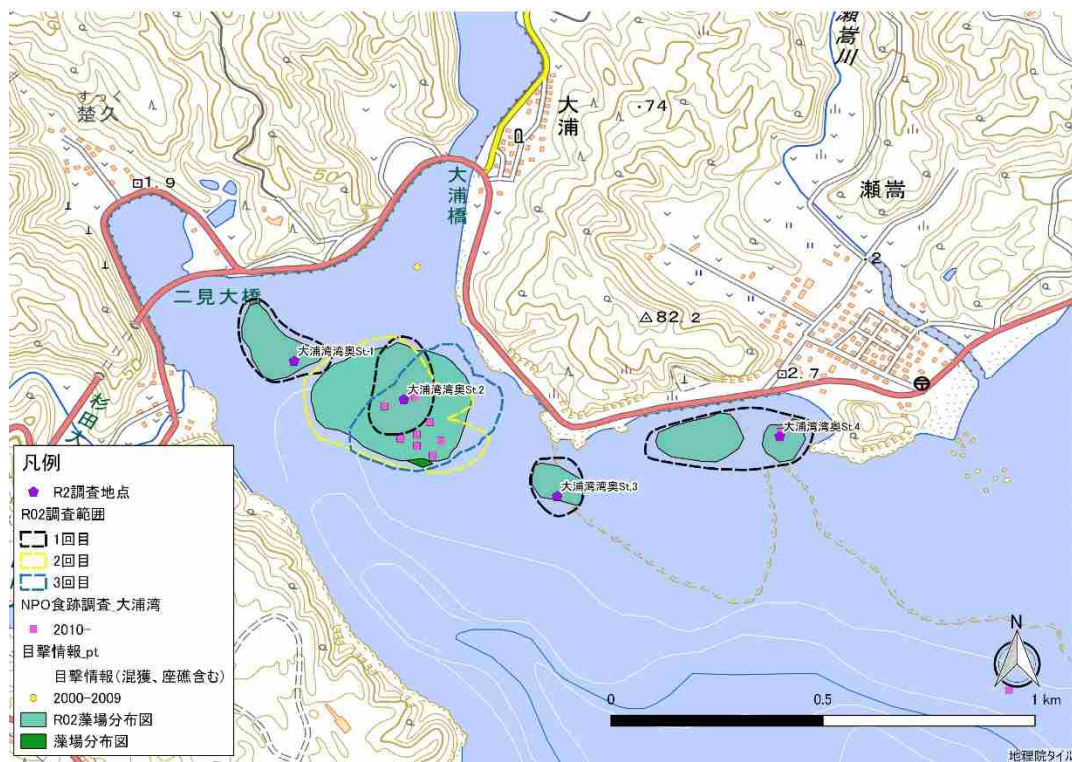 すっく
楚久
1.9
50
二見大橋
大浦橋
大浦
74
瀬嵩川
瀬嵩
2
82.2
2.7
杉田大
50
大浦湾湾奥St.1
大浦湾湾奥St.2
大浦湾湾奥St.3
大浦湾湾奥St.4
凡例
R2調査地点
R02調査範囲
1回目
2回目
3回目
NPO食跡調査_大浦湾
2010-
目撃情報_pt
目撃情報(混獲、座礁含む)
2000-2009
R02藻場分布図
藻場分布図
N
0 0.5 1 km
地理院タイル